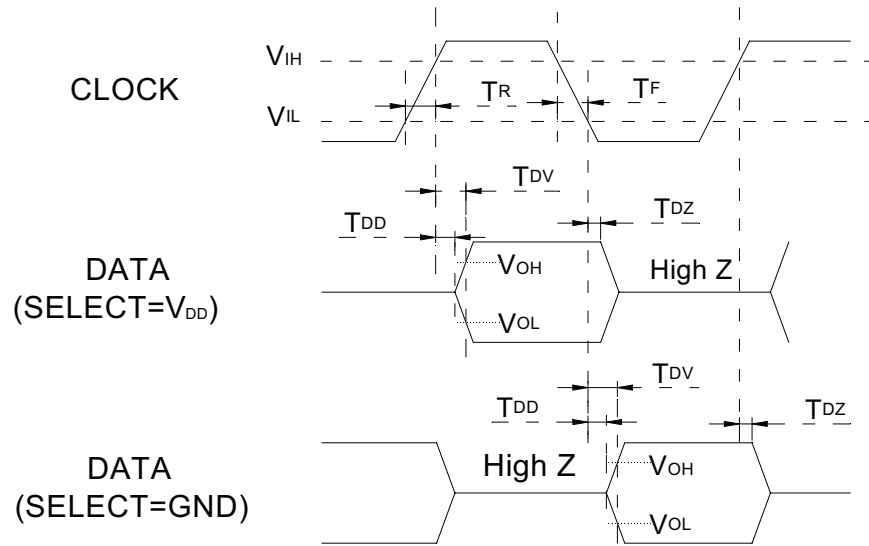 VIH
CLOCK
TR
TF
VIL
TDV
TDD
TDZ
DATA
(SELECT=VDD)
VOH
High Z
VOL
TDV
TDD
TDZ
DATA
(SELECT=GND)
High Z
VOH
VOL